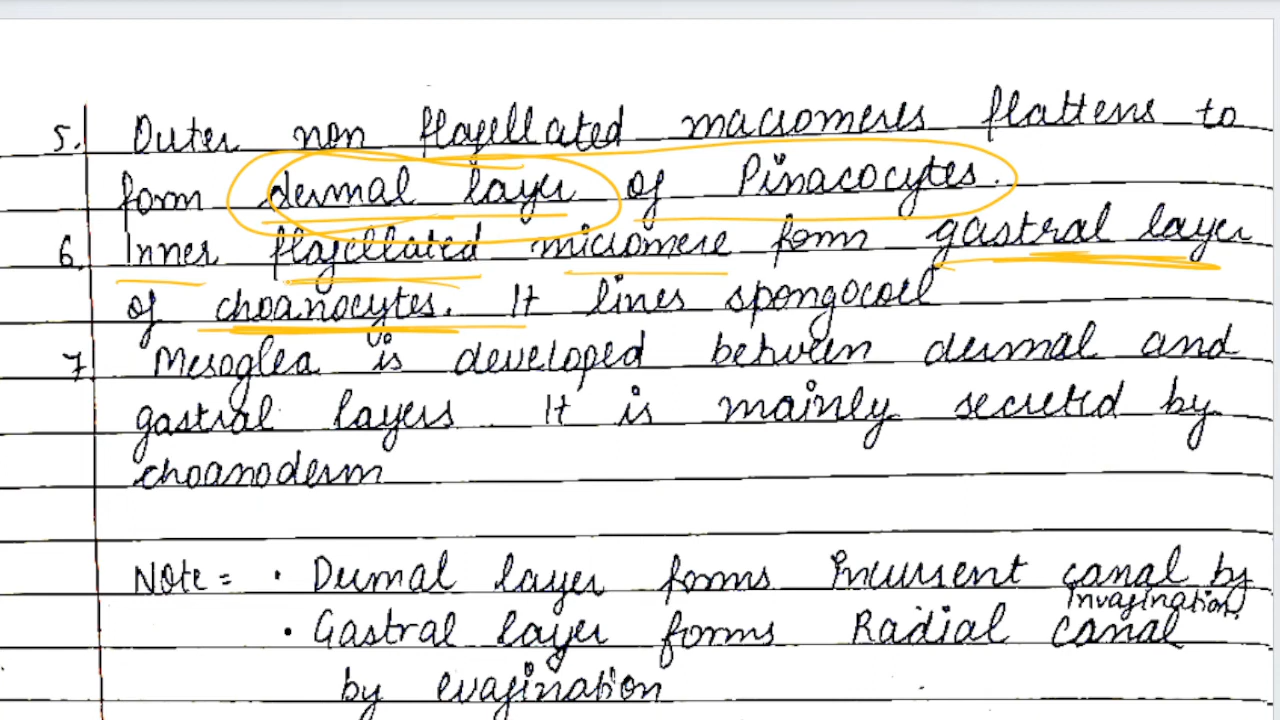 5. Outer non flagellated macromeres flattens to
form dermal layer of Pinacocytes.
6. Inner flagellated micromere form gastral layer
of choanocytes. It lines spongocoel
7 Mesoglea is developed between dermal and
gastral layers. It is mainly secreted by
choanoderm
Note = • Dermal layer forms Incurrent canal by
invagination.
• Gastral layer forms Radial canal
by evagination